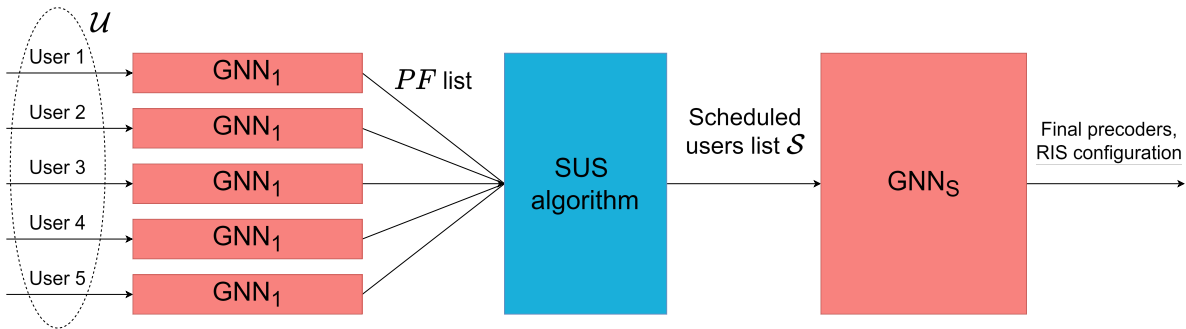 𝒰
User 1
GNN₁
User 2
GNN₁
User 3
GNN₁
User 4
GNN₁
User 5
GNN₁
PF list
SUS
algorithm
Scheduled
users list 𝒮
GNN_S
Final precoders,
RIS configuration